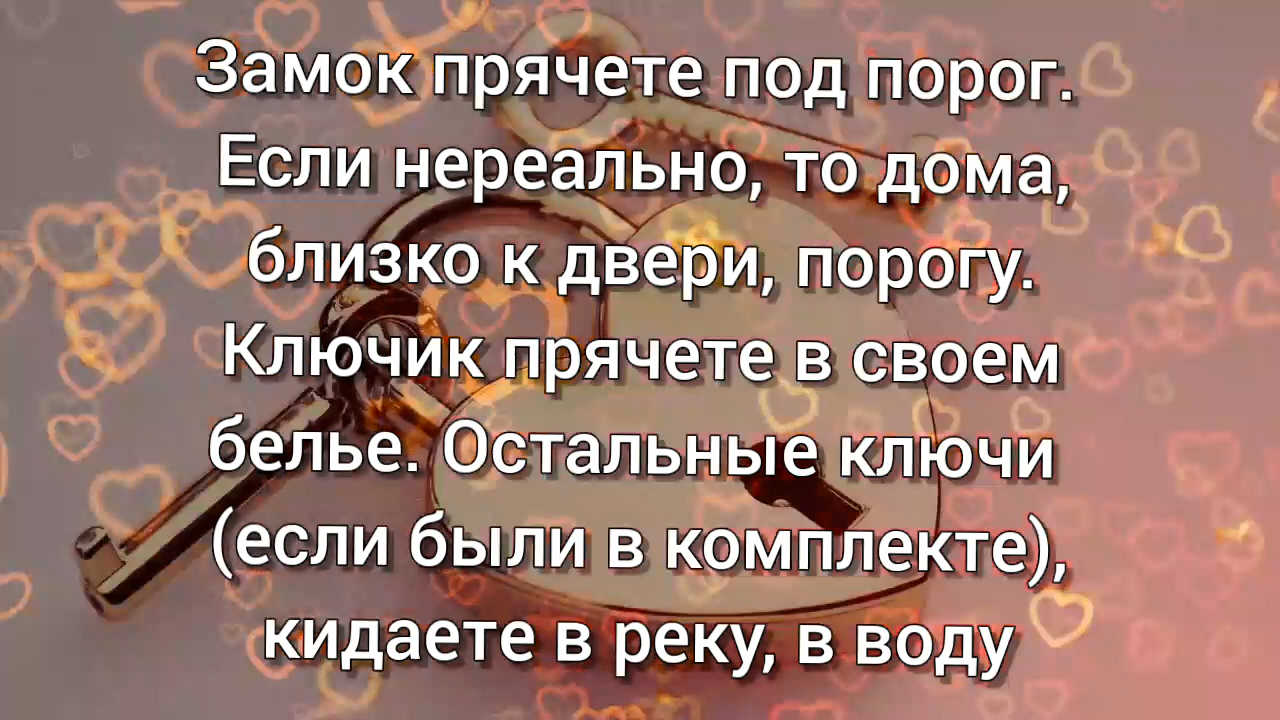 Замок прячете под порог.
Если нереально, то дома,
близко к двери, порогу.
Ключик прячете в своем
белье. Остальные ключи
(если были в комплекте),
кидаете в реку, в воду